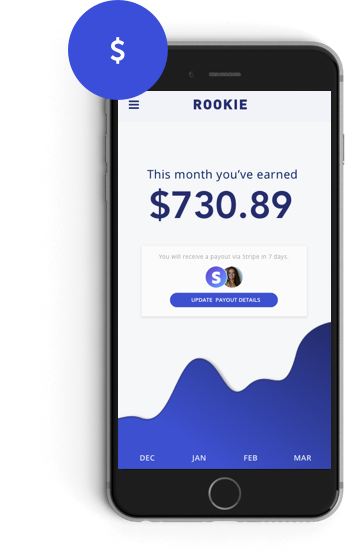 $
ROOKIE
This month you've earned
$730.89
You will receive a payout via Stripe in 7 days.
S
UPDATE PAYOUT DETAILS
DEC JAN FEB MAR